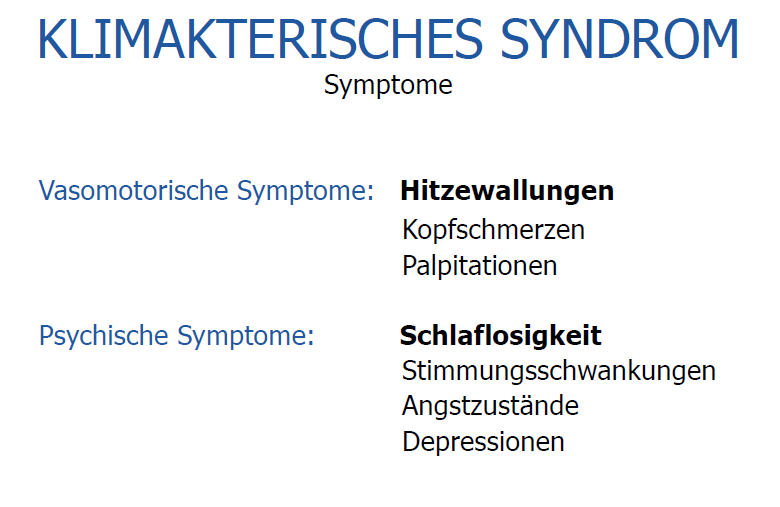 KLIMAKTERISCHES SYNDROM
Symptome
Vasomotorische Symptome: Hitzewallungen
Kopfschmerzen
Palpitationen
Psychische Symptome: Schlaflosigkeit
Stimmungsschwankungen
Angstzustände
Depressionen